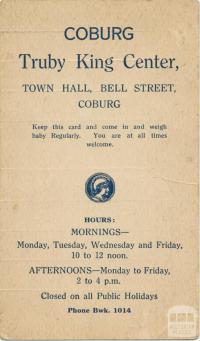 COBURG
Truby King Center,
TOWN HALL, BELL STREET,
COBURG
Keep this card and come in and weigh
baby Regularly. You are at all times
welcome.
HOURS:
MORNINGS—
Monday, Tuesday, Wednesday and Friday,
10 to 12 noon.
AFTERNOONS—Monday to Friday,
2 to 4 p.m.
Closed on all Public Holidays
Phone Bwk. 1014